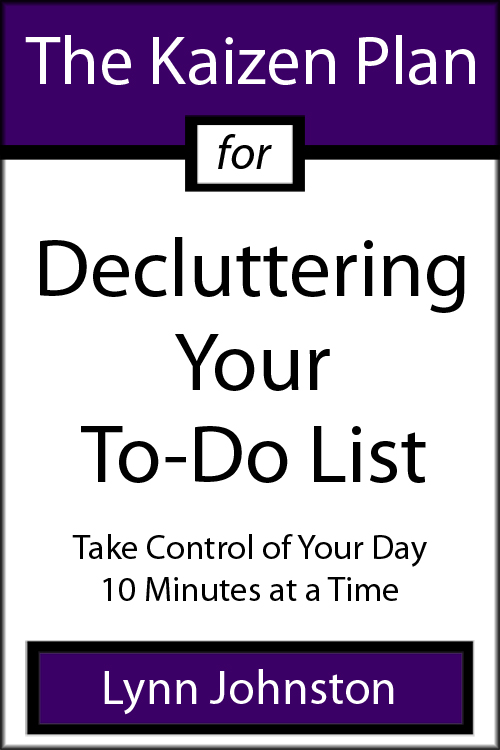 The Kaizen Plan
for
Decluttering
Your
To-Do List
Take Control of Your Day
10 Minutes at a Time
Lynn Johnston